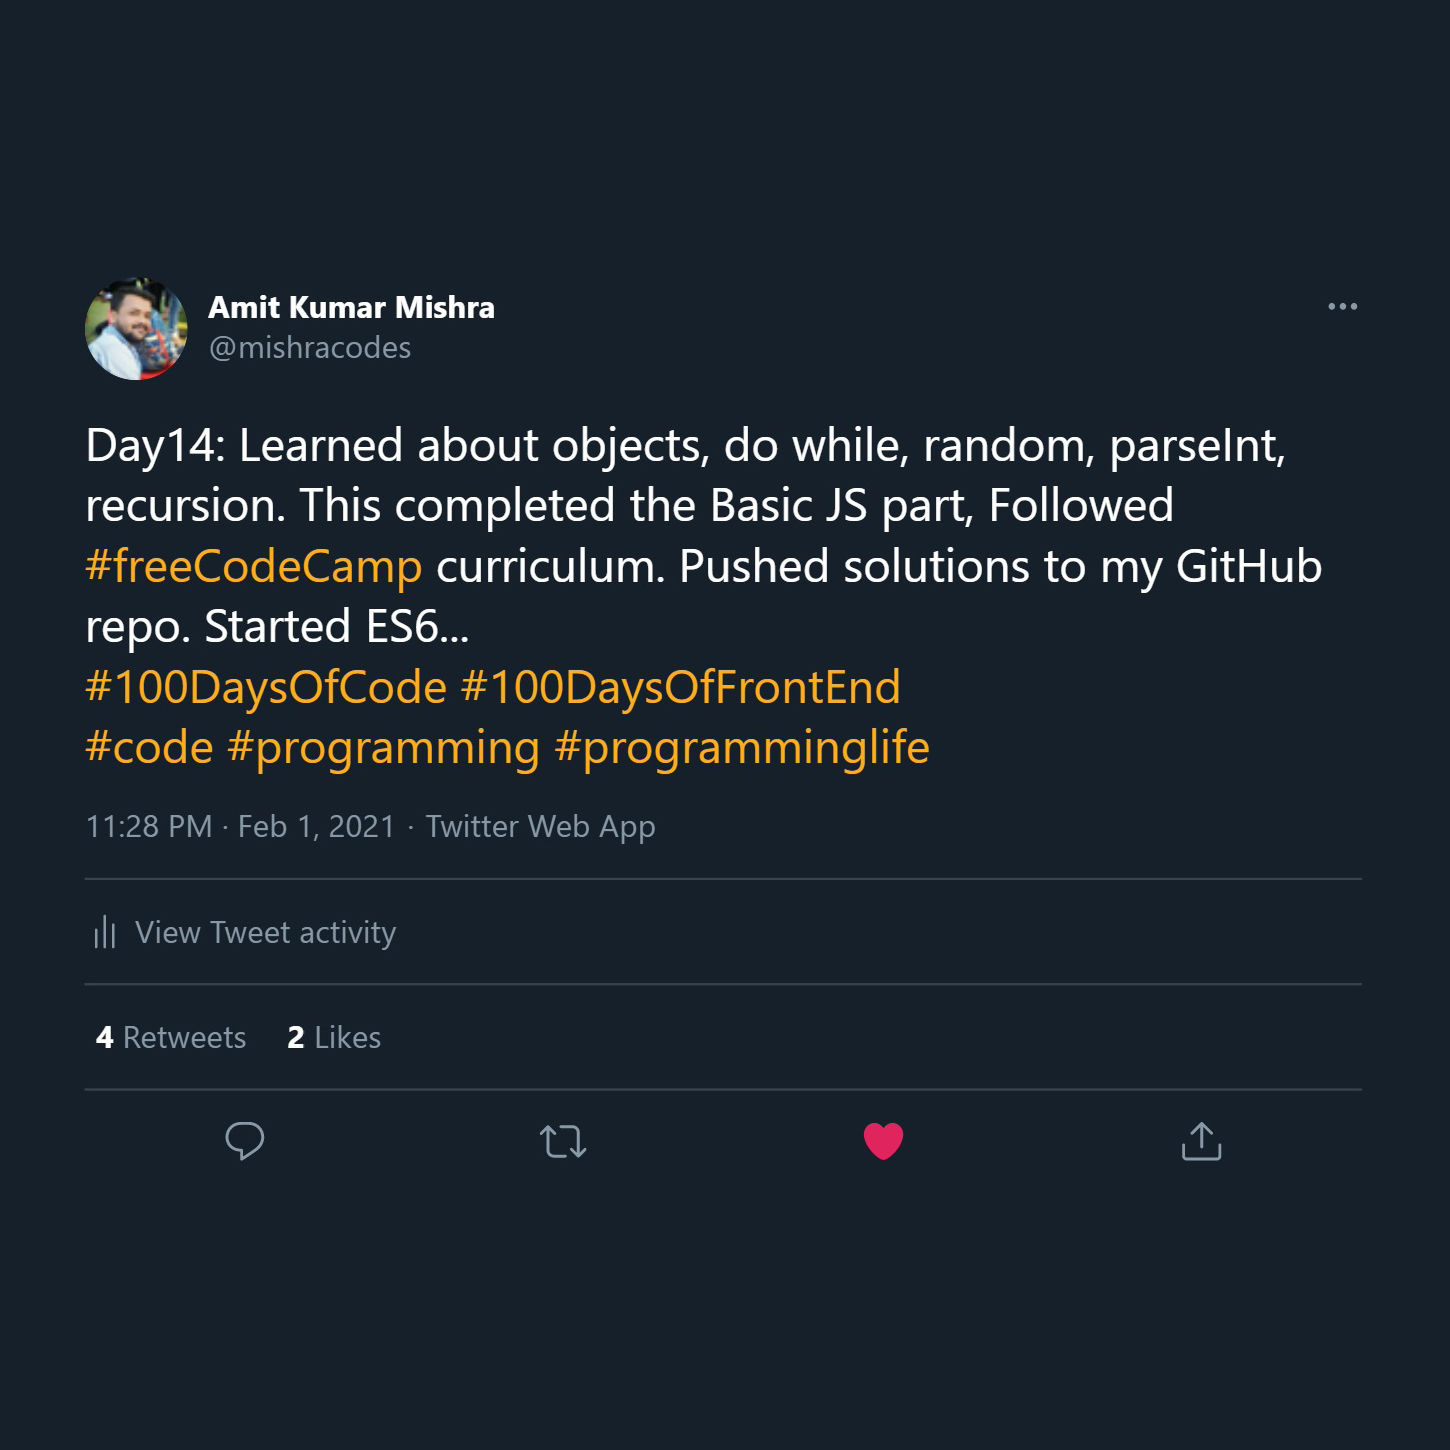 Amit Kumar Mishra
@mishracodes
Day14: Learned about objects, do while, random, parseInt,
recursion. This completed the Basic JS part, Followed
#freeCodeCamp curriculum. Pushed solutions to my GitHub
repo. Started ES6...
#100DaysOfCode #100DaysOfFrontEnd
#code #programming #programminglife
11:28 PM · Feb 1, 2021 · Twitter Web App
View Tweet activity
4 Retweets 2 Likes